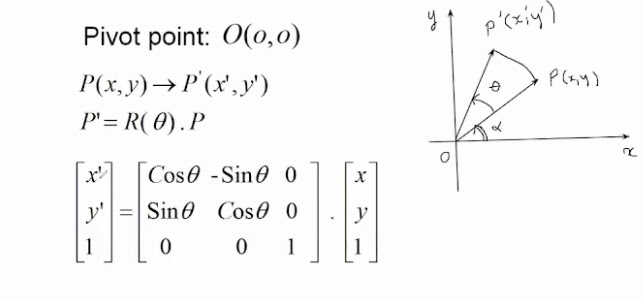 Pivot point: O(o,o)
P(x,y)→P'(x',y')
P'=R(θ).P
[x' y' 1] = [Cosθ -Sinθ 0
Sinθ Cosθ 0
0 0 1] . [x y 1]
y
P'(x',y')
P(x,y)
θ
α
O
x